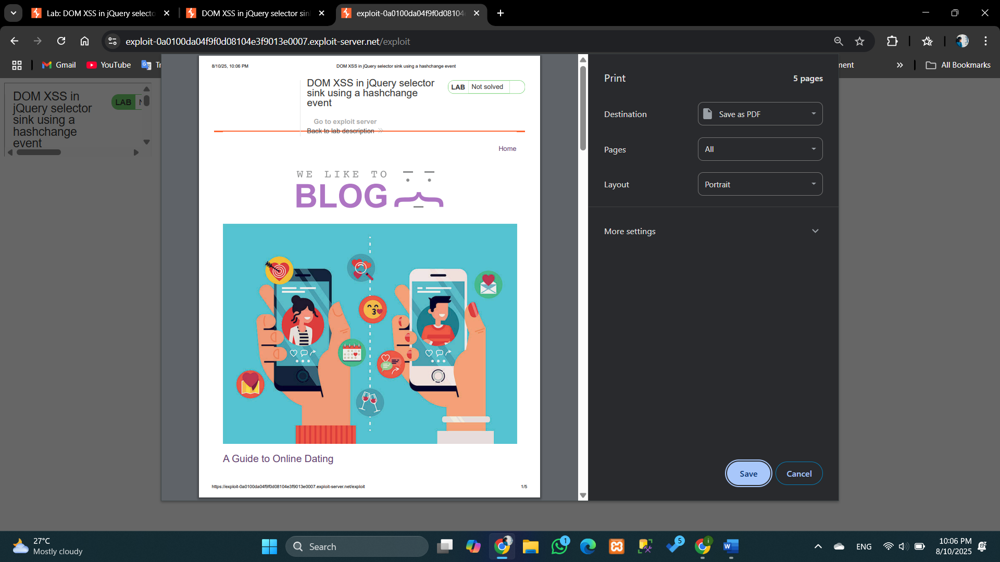 Lab: DOM XSS in jQuery selecto
DOM XSS in jQuery selector sin
exploit-0a0100da04f9f0d08104
exploit-0a0100da04f9f0d08104e3f9013e0007.exploit-server.net/exploit
Gmail
YouTube
Tr
ment
All Bookmarks
DOM XSS in
jQuery selector
sink using a
hashchange
event
LAB
N
8/10/25, 10:06 PM
DOM XSS in jQuery selector sink using a hashchange event
DOM XSS in jQuery selector
sink using a hashchange
event
LAB Not solved
Go to exploit server
Back to lab description
Home
WE LIKE TO
BLOG
A Guide to Online Dating
https://exploit-0a0100da04f9f0d08104e3f9013e0007.exploit-server.net/exploit
1/5
Print
5 pages
Destination
Save as PDF
Pages
All
Layout
Portrait
More settings
Save
Cancel
27°C
Mostly cloudy
Search
1
5
ENG
10:06 PM
8/10/2025